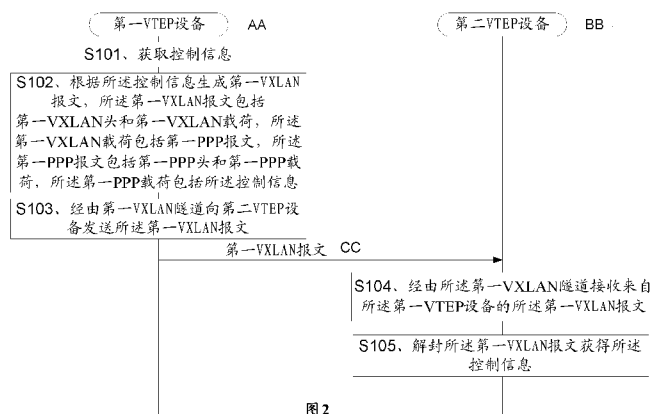 第一VTEP设备 AA
第二VTEP设备 BB
S101、获取控制信息
S102、根据所述控制信息生成第一VXLAN
报文，所述第一VXLAN报文包括
第一VXLAN头和第一VXLAN载荷，所述
第一VXLAN载荷包括第一PPP报文，所述
第一PPP报文包括第一PPP头和第一PPP载
荷，所述第一PPP载荷包括所述控制信息
S103、经由第一VXLAN隧道向第二VTEP设
备发送所述第一VXLAN报文
第一VXLAN报文 CC
S104、经由所述第一VXLAN隧道接收来自
所述第一VTEP设备的所述第一VXLAN报文
S105、解封所述第一VXLAN报文获得所述
控制信息
图2